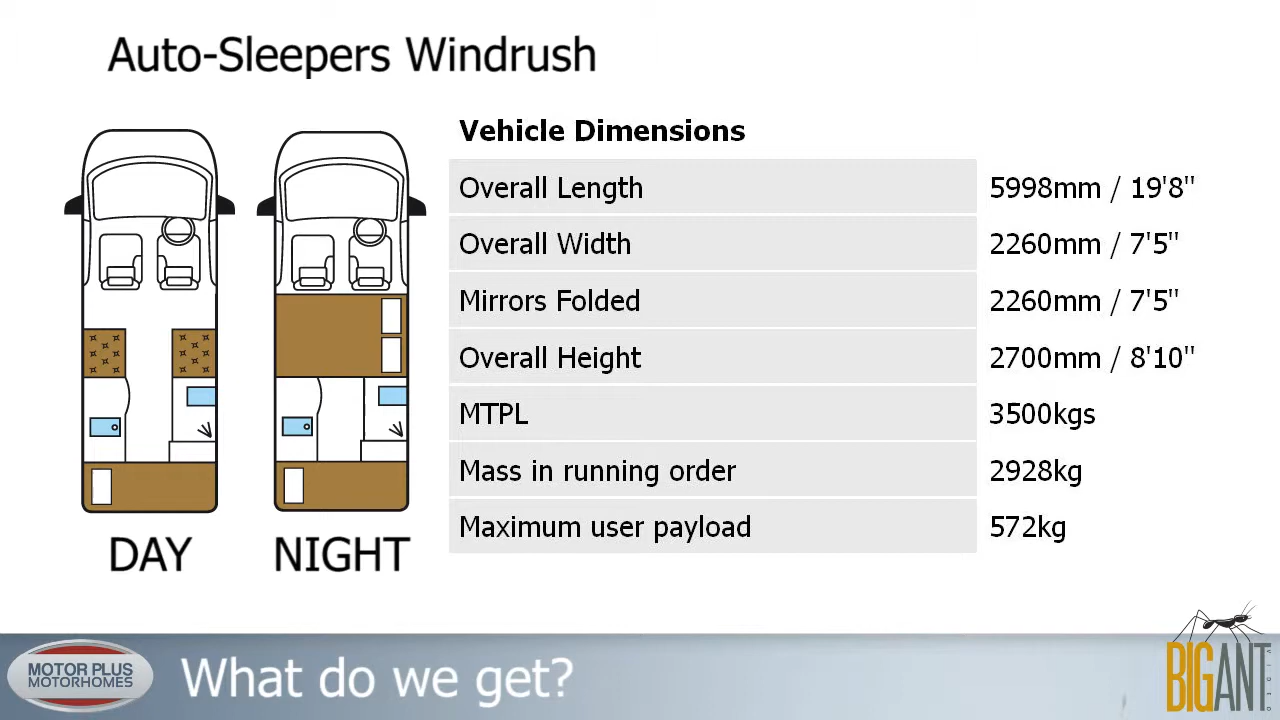 Auto-Sleepers Windrush
Vehicle Dimensions
Overall Length 5998mm / 19'8"
Overall Width 2260mm / 7'5"
Mirrors Folded 2260mm / 7'5"
Overall Height 2700mm / 8'10"
MTPL 3500kgs
Mass in running order 2928kg
Maximum user payload 572kg
DAY NIGHT
MOTOR PLUS
MOTORHOMES
What do we get?
BIGANT